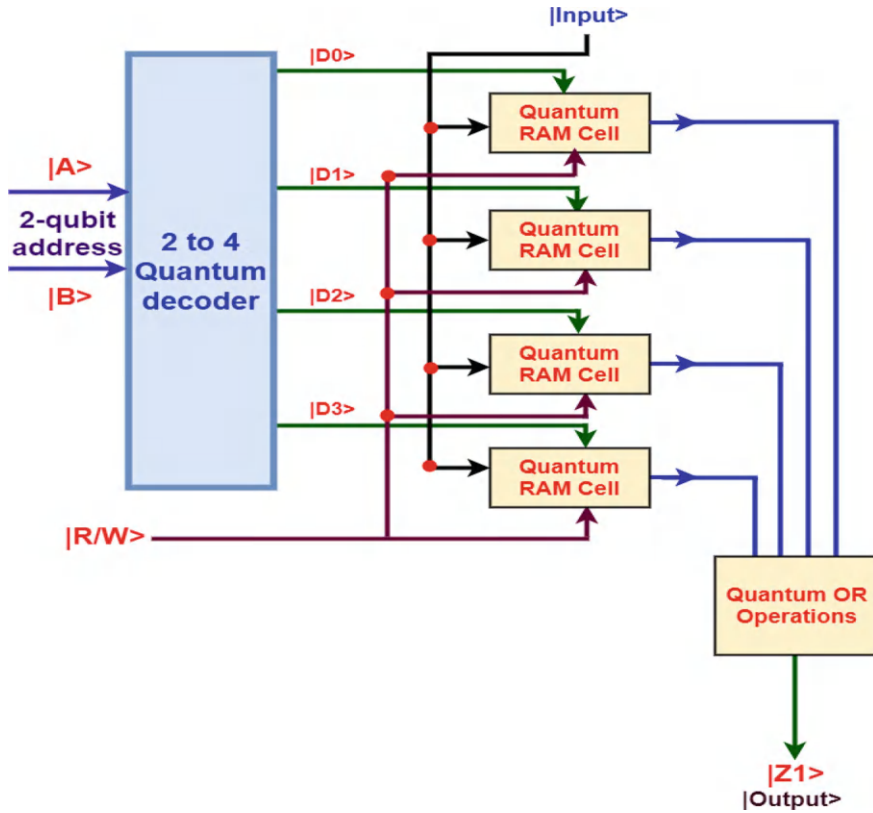 |Input>
|D0>
Quantum
RAM Cell
|A>
|D1>
2-qubit
address
2 to 4
Quantum
decoder
Quantum
RAM Cell
|B>
|D2>
Quantum
RAM Cell
|D3>
Quantum
RAM Cell
|R/W>
Quantum OR
Operations
|Z1>
|Output>